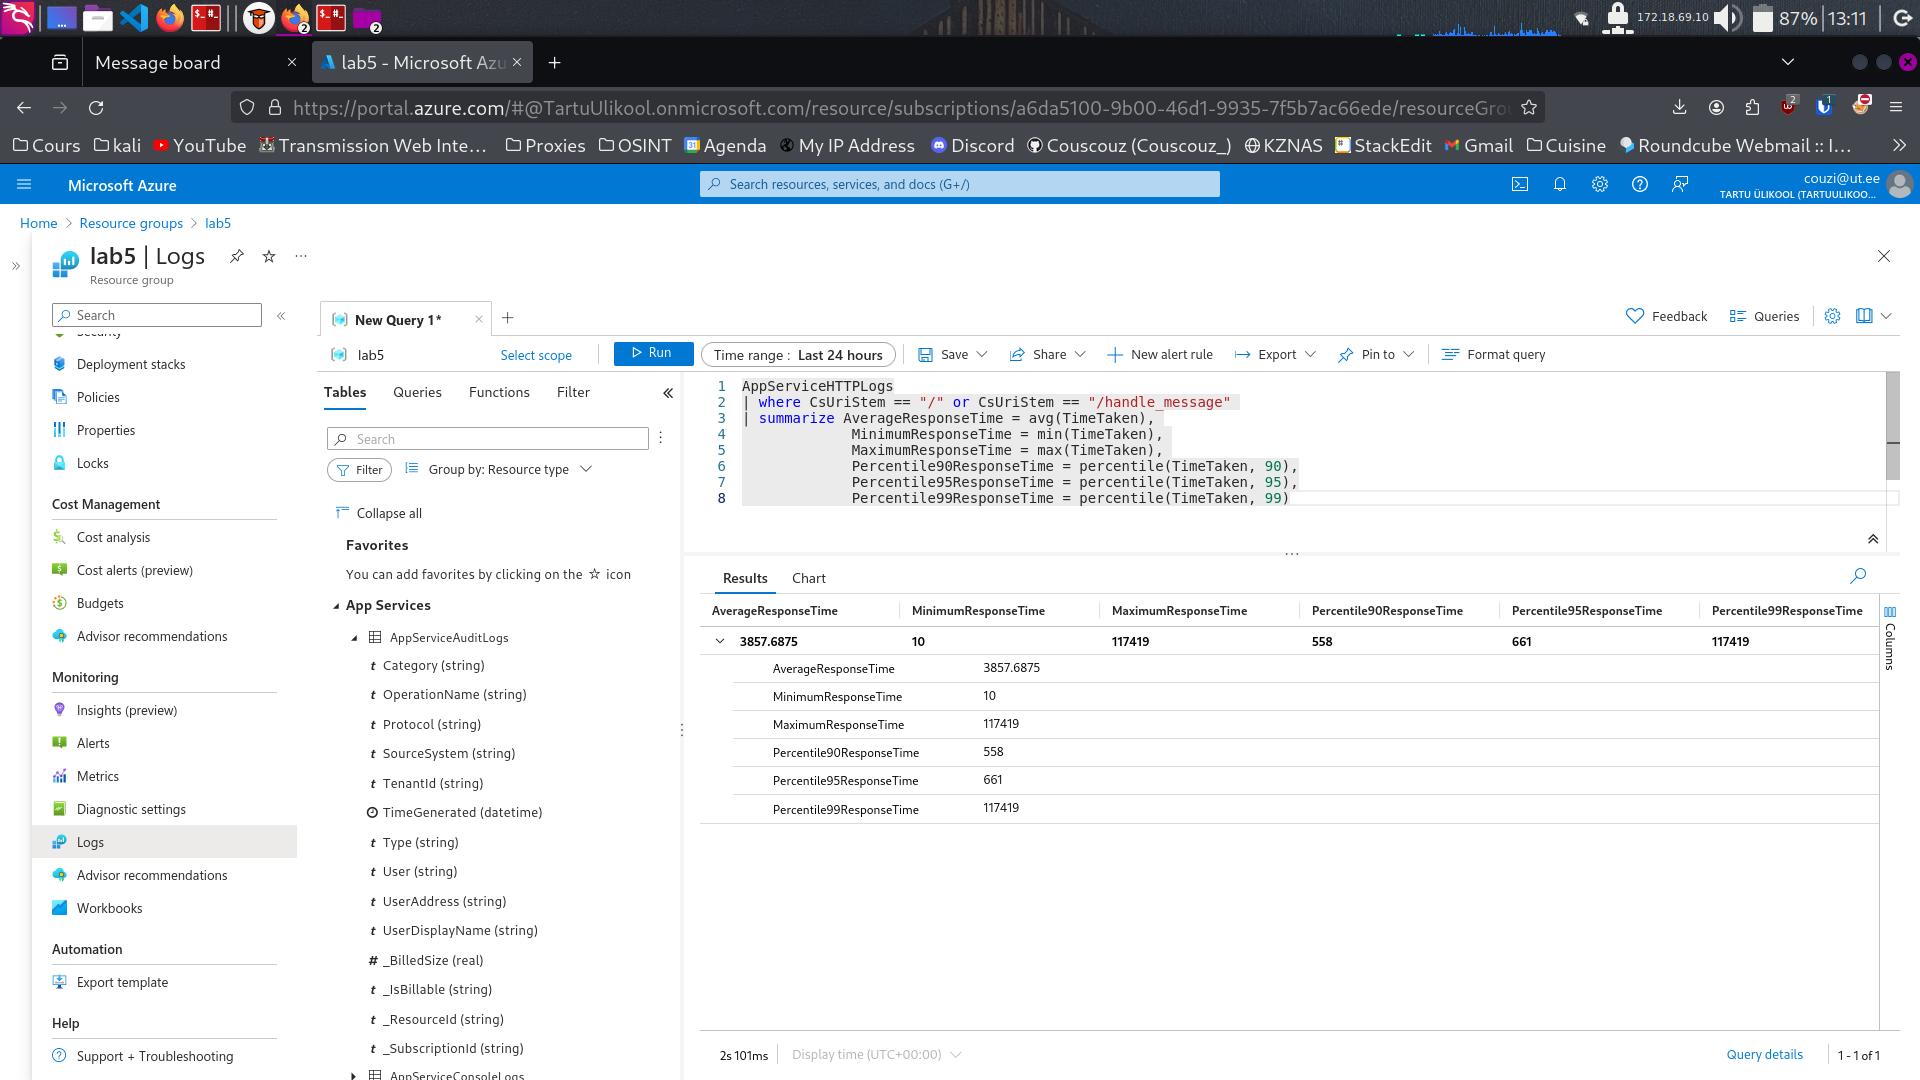 2
2
172.18.69.10
87%
13:11
Message board
lab5 - Microsoft Azu
https://portal.azure.com/#@TartuUlikool.onmicrosoft.com/resource/subscriptions/a6da5100-9b00-46d1-9935-7f5b7ac66ede/resourceGrou
2
1
Cours
kali
YouTube
Transmission Web Inte…
Proxies
OSINT
Agenda
My IP Address
Discord
Couscouz (Couscouz_)
KZNAS
StackEdit
Gmail
Cuisine
Roundcube Webmail :: I…
Microsoft Azure
Search resources, services, and docs (G+/)
couzi@ut.ee
TARTU ÜLIKOOL (TARTUULIKOO...
Home > Resource groups > lab5
lab5 | Logs
Resource group
Search
Security
Deployment stacks
Policies
Properties
Locks
Cost Management
Cost analysis
Cost alerts (preview)
Budgets
Advisor recommendations
Monitoring
Insights (preview)
Alerts
Metrics
Diagnostic settings
Logs
Advisor recommendations
Workbooks
Automation
Export template
Help
Support + Troubleshooting
New Query 1*
Feedback
Queries
lab5
Select scope
Run
Time range : Last 24 hours
Save
Share
New alert rule
Export
Pin to
Format query
Tables
Queries
Functions
Filter
Search
Filter
Group by: Resource type
Collapse all
Favorites
You can add favorites by clicking on the ☆ icon
App Services
AppServiceAuditLogs
t Category (string)
t OperationName (string)
t Protocol (string)
t SourceSystem (string)
t TenantId (string)
TimeGenerated (datetime)
t Type (string)
t User (string)
t UserAddress (string)
t UserDisplayName (string)
# _BilledSize (real)
t _IsBillable (string)
t _ResourceId (string)
t _SubscriptionId (string)
AppServiceConsoleLogs
1 AppServiceHTTPLogs
2 | where CsUriStem == "/" or CsUriStem == "/handle_message"
3 | summarize AverageResponseTime = avg(TimeTaken),
4 MinimumResponseTime = min(TimeTaken),
5 MaximumResponseTime = max(TimeTaken),
6 Percentile90ResponseTime = percentile(TimeTaken, 90),
7 Percentile95ResponseTime = percentile(TimeTaken, 95),
8 Percentile99ResponseTime = percentile(TimeTaken, 99)
Results
Chart
AverageResponseTime MinimumResponseTime MaximumResponseTime Percentile90ResponseTime Percentile95ResponseTime Percentile99ResponseTime
3857.6875 10 117419 558 661 117419
AverageResponseTime 3857.6875
MinimumResponseTime 10
MaximumResponseTime 117419
Percentile90ResponseTime 558
Percentile95ResponseTime 661
Percentile99ResponseTime 117419
Columns
2s 101ms
Display time (UTC+00:00)
Query details
1 - 1 of 1